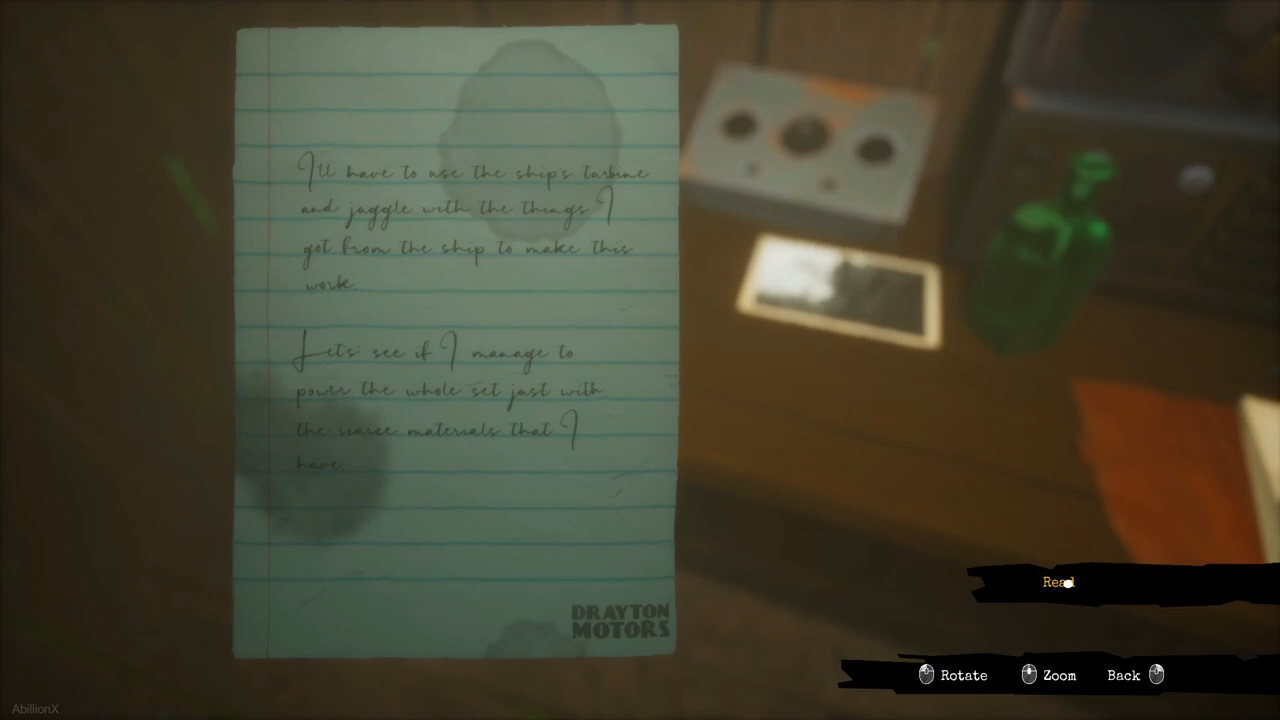 I'll have to use the ship's turbine
and juggle with the things I
got from the ship to make this
work.
Let's see if I manage to
power the whole set just with
the scarce materials that I
have.
DRAYTON
MOTORS
Read
Rotate Zoom Back
AbillionX